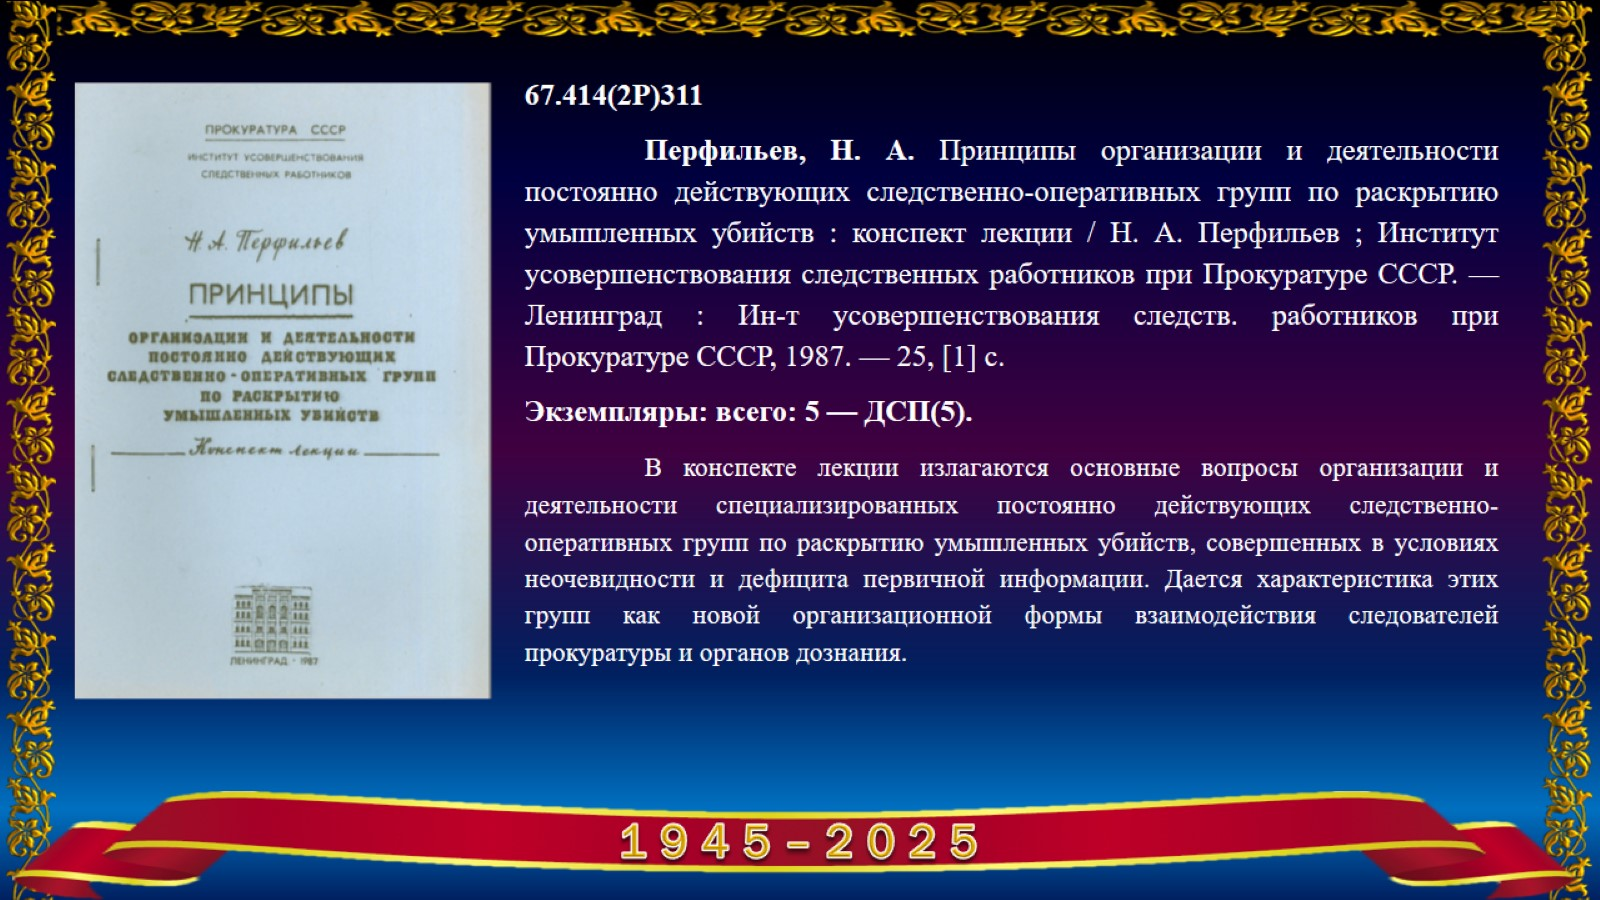 ПРОКУРАТУРА СССР
ИНСТИТУТ УСОВЕРШЕНСТВОВАНИЯ
СЛЕДСТВЕННЫХ РАБОТНИКОВ
Н. А. Перфильев
ПРИНЦИПЫ
ОРГАНИЗАЦИИ И ДЕЯТЕЛЬНОСТИ
ПОСТОЯННО ДЕЙСТВУЮЩИХ
СЛЕДСТВЕННО-ОПЕРАТИВНЫХ ГРУПП
ПО РАСКРЫТИЮ
УМЫШЛЕННЫХ УБИЙСТВ
Конспект лекции
ЛЕНИНГРАД · 1987
67.414(2Р)311
Перфильев, Н. А. Принципы организации и деятельности
постоянно действующих следственно-оперативных групп по раскрытию
умышленных убийств : конспект лекции / Н. А. Перфильев ; Институт
усовершенствования следственных работников при Прокуратуре СССР. —
Ленинград : Ин-т усовершенствования следств. работников при
Прокуратуре СССР, 1987. — 25, [1] с.
Экземпляры: всего: 5 — ДСП(5).
В конспекте лекции излагаются основные вопросы организации и
деятельности специализированных постоянно действующих следственно-
оперативных групп по раскрытию умышленных убийств, совершенных в условиях
неочевидности и дефицита первичной информации. Дается характеристика этих
групп как новой организационной формы взаимодействия следователей
прокуратуры и органов дознания.
1945–2025